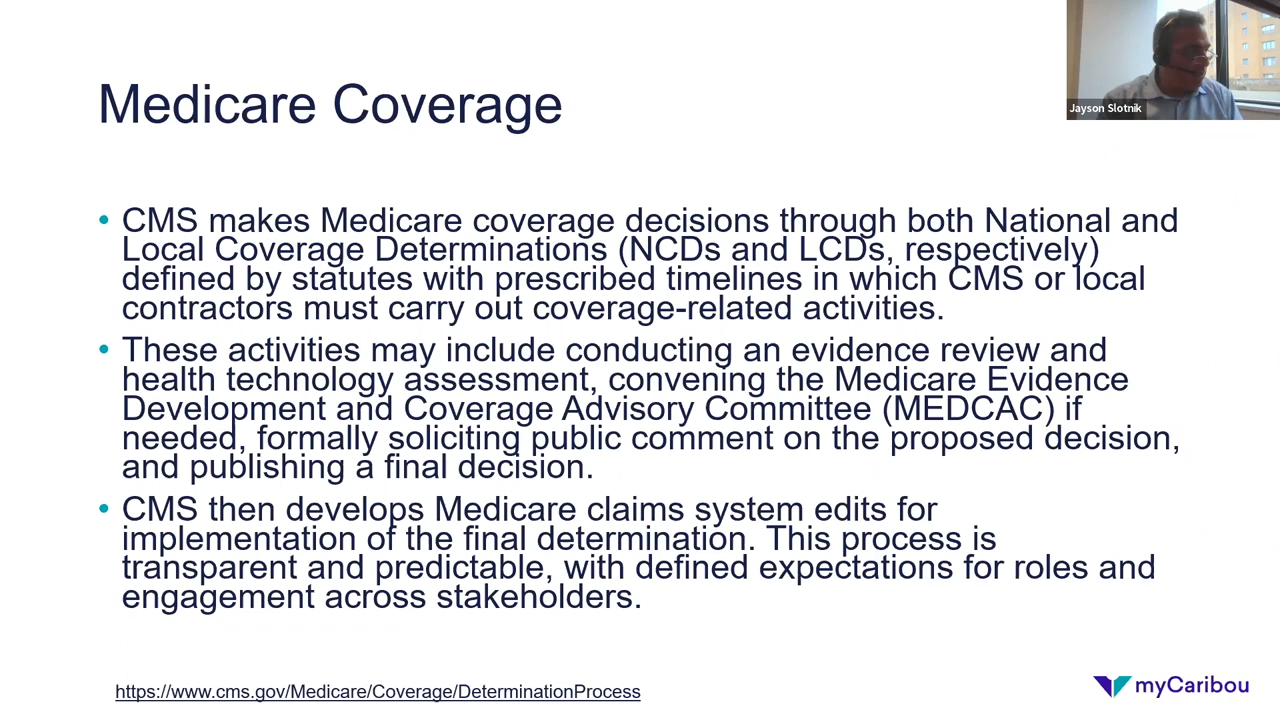 Medicare Coverage
Jayson Slotnik
• CMS makes Medicare coverage decisions through both National and
Local Coverage Determinations (NCDs and LCDs, respectively)
defined by statutes with prescribed timelines in which CMS or local
contractors must carry out coverage-related activities.
• These activities may include conducting an evidence review and
health technology assessment, convening the Medicare Evidence
Development and Coverage Advisory Committee (MEDCAC) if
needed, formally soliciting public comment on the proposed decision,
and publishing a final decision.
• CMS then develops Medicare claims system edits for
implementation of the final determination. This process is
transparent and predictable, with defined expectations for roles and
engagement across stakeholders.
https://www.cms.gov/Medicare/Coverage/DeterminationProcess
myCaribou